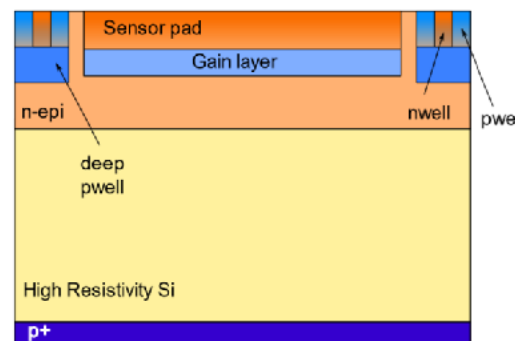 Sensor pad
Gain layer
n-epi
nwell
pwe
deep
pwell
High Resistivity Si
p+